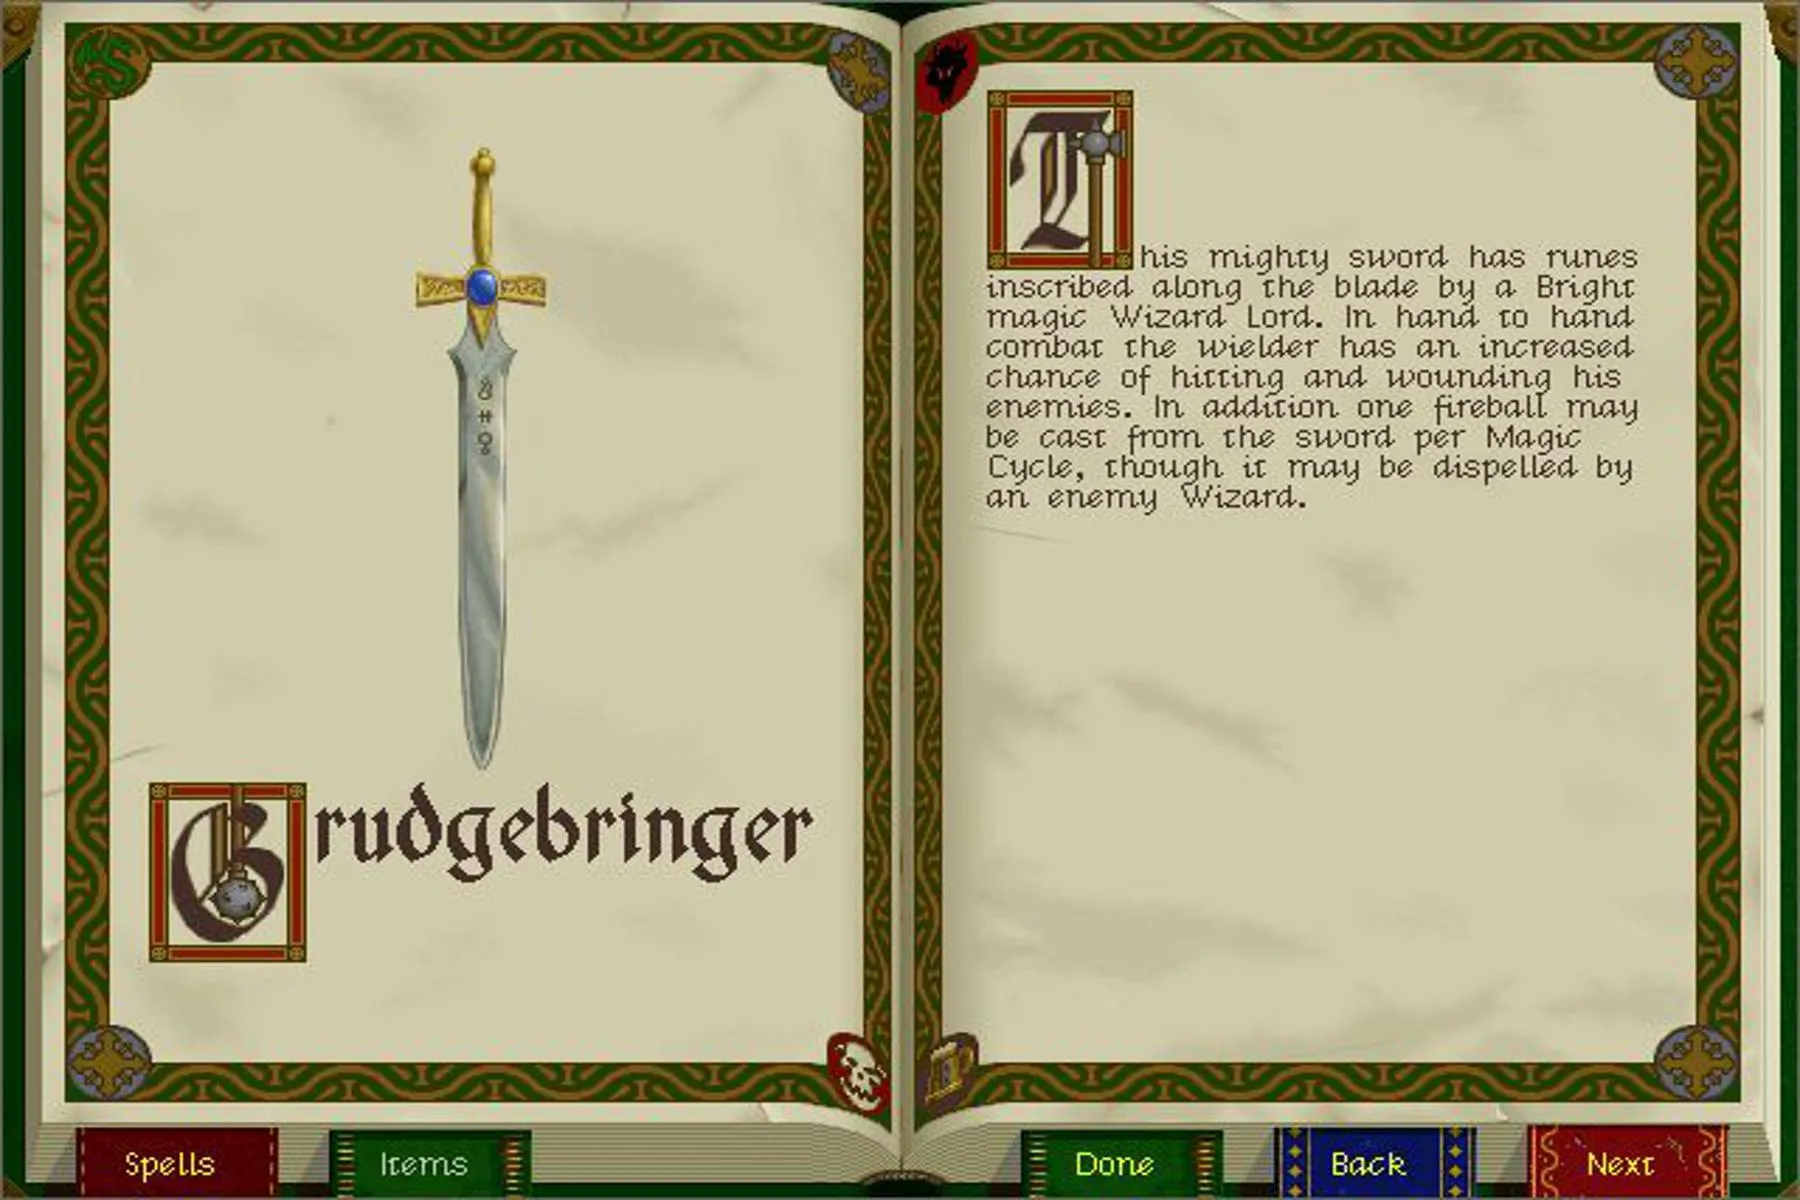 Grudgebringer
This mighty sword has runes
inscribed along the blade by a Bright
magic Wizard Lord. In hand to hand
combat the wielder has an increased
chance of hitting and wounding his
enemies. In addition one fireball may
be cast from the sword per Magic
Cycle, though it may be dispelled by
an enemy Wizard.
Spells
Items
Done
Back
Next